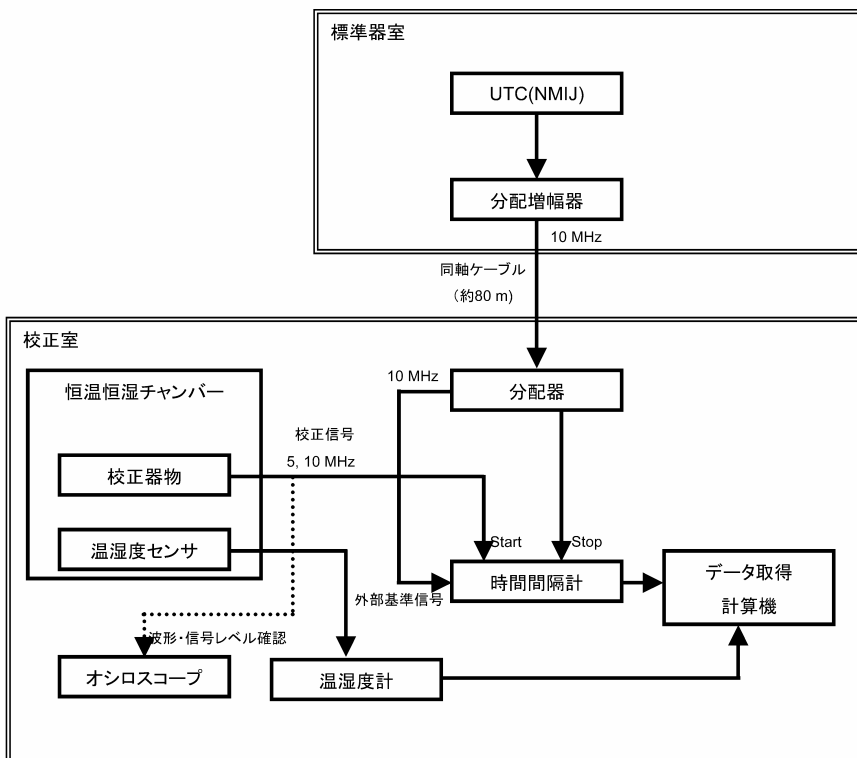 標準器室
UTC(NMIJ)
分配増幅器
10 MHz
同軸ケーブル
(約80 m)
校正室
恒温恒湿チャンバー
10 MHz
分配器
校正信号
5, 10 MHz
校正器物
温湿度センサ
Start
Stop
時間間隔計
データ取得
計算機
外部基準信号
波形・信号レベル確認
オシロスコープ
温湿度計